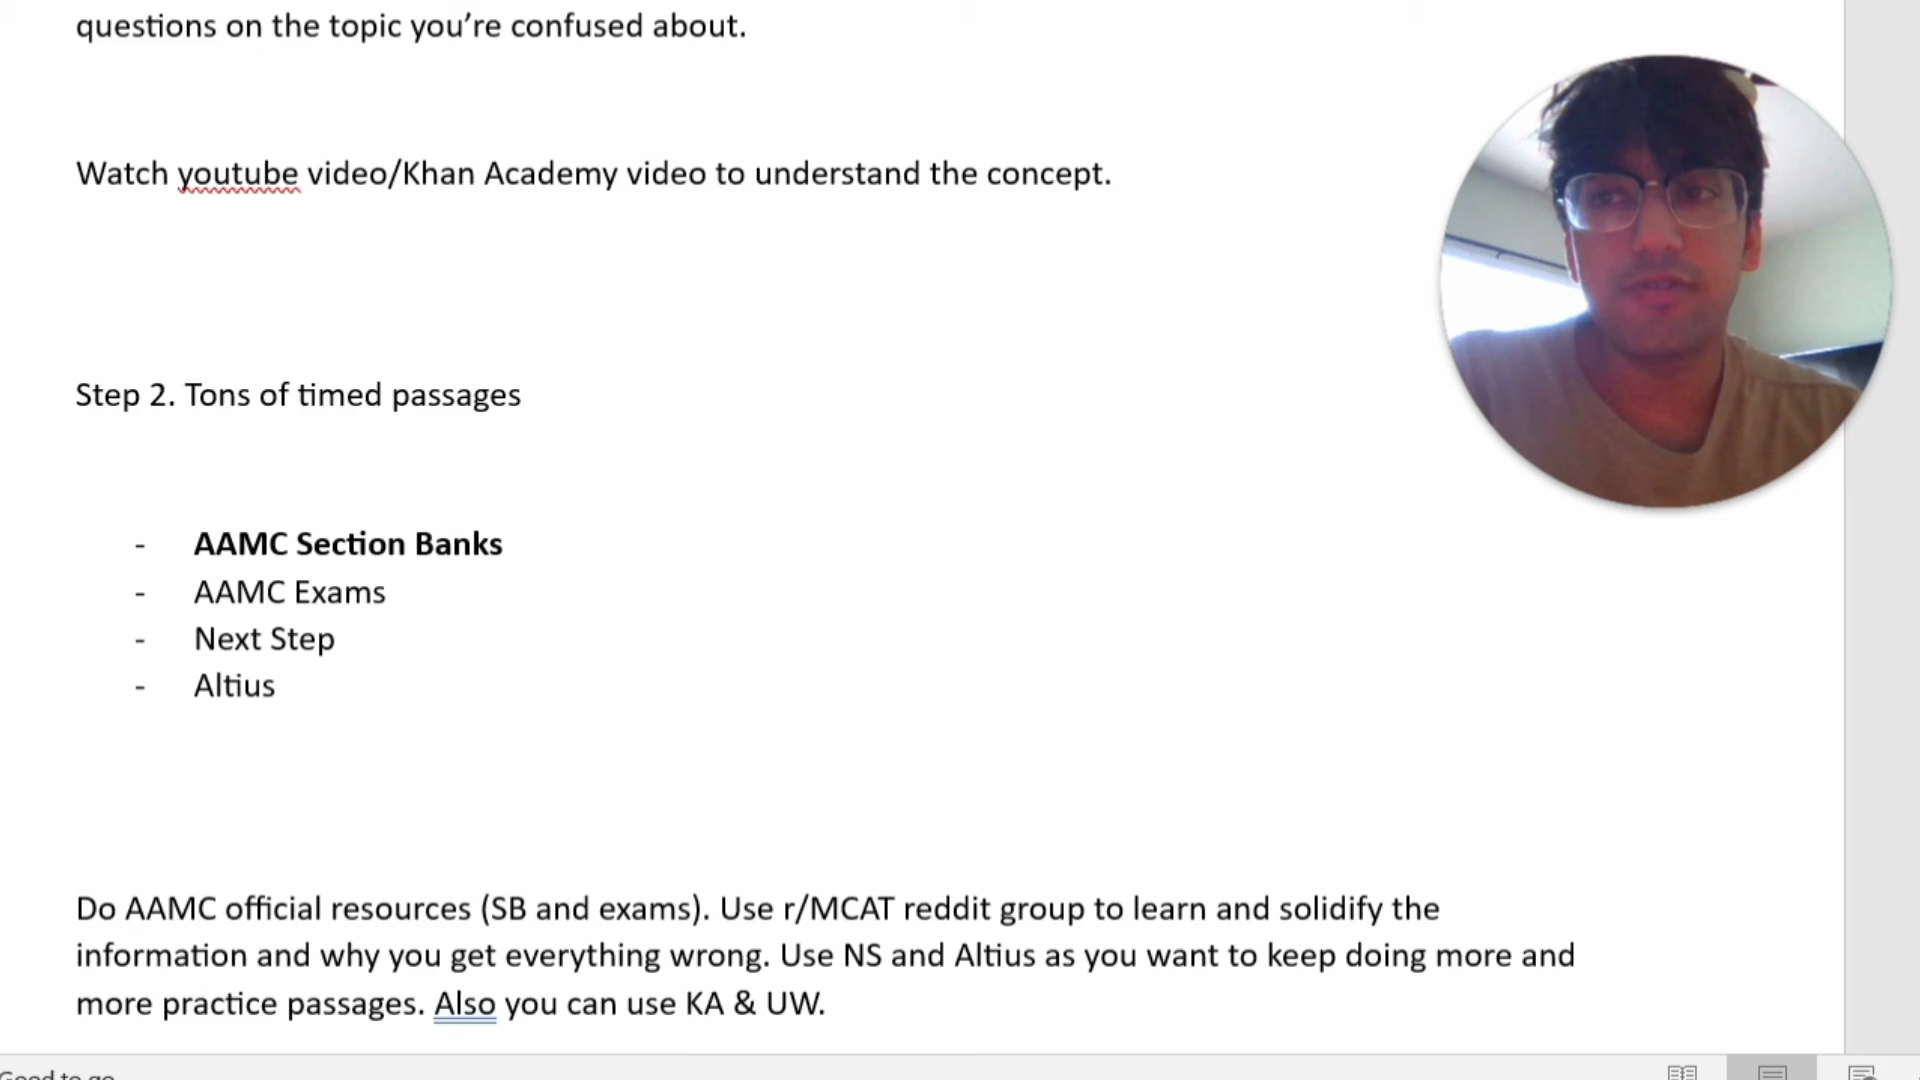 questions on the topic you’re confused about.
Watch youtube video/Khan Academy video to understand the concept.
Step 2. Tons of timed passages
- AAMC Section Banks
- AAMC Exams
- Next Step
- Altius
Do AAMC official resources (SB and exams). Use r/MCAT reddit group to learn and solidify the
information and why you get everything wrong. Use NS and Altius as you want to keep doing more and
more practice passages. Also you can use KA & UW.
Good to go